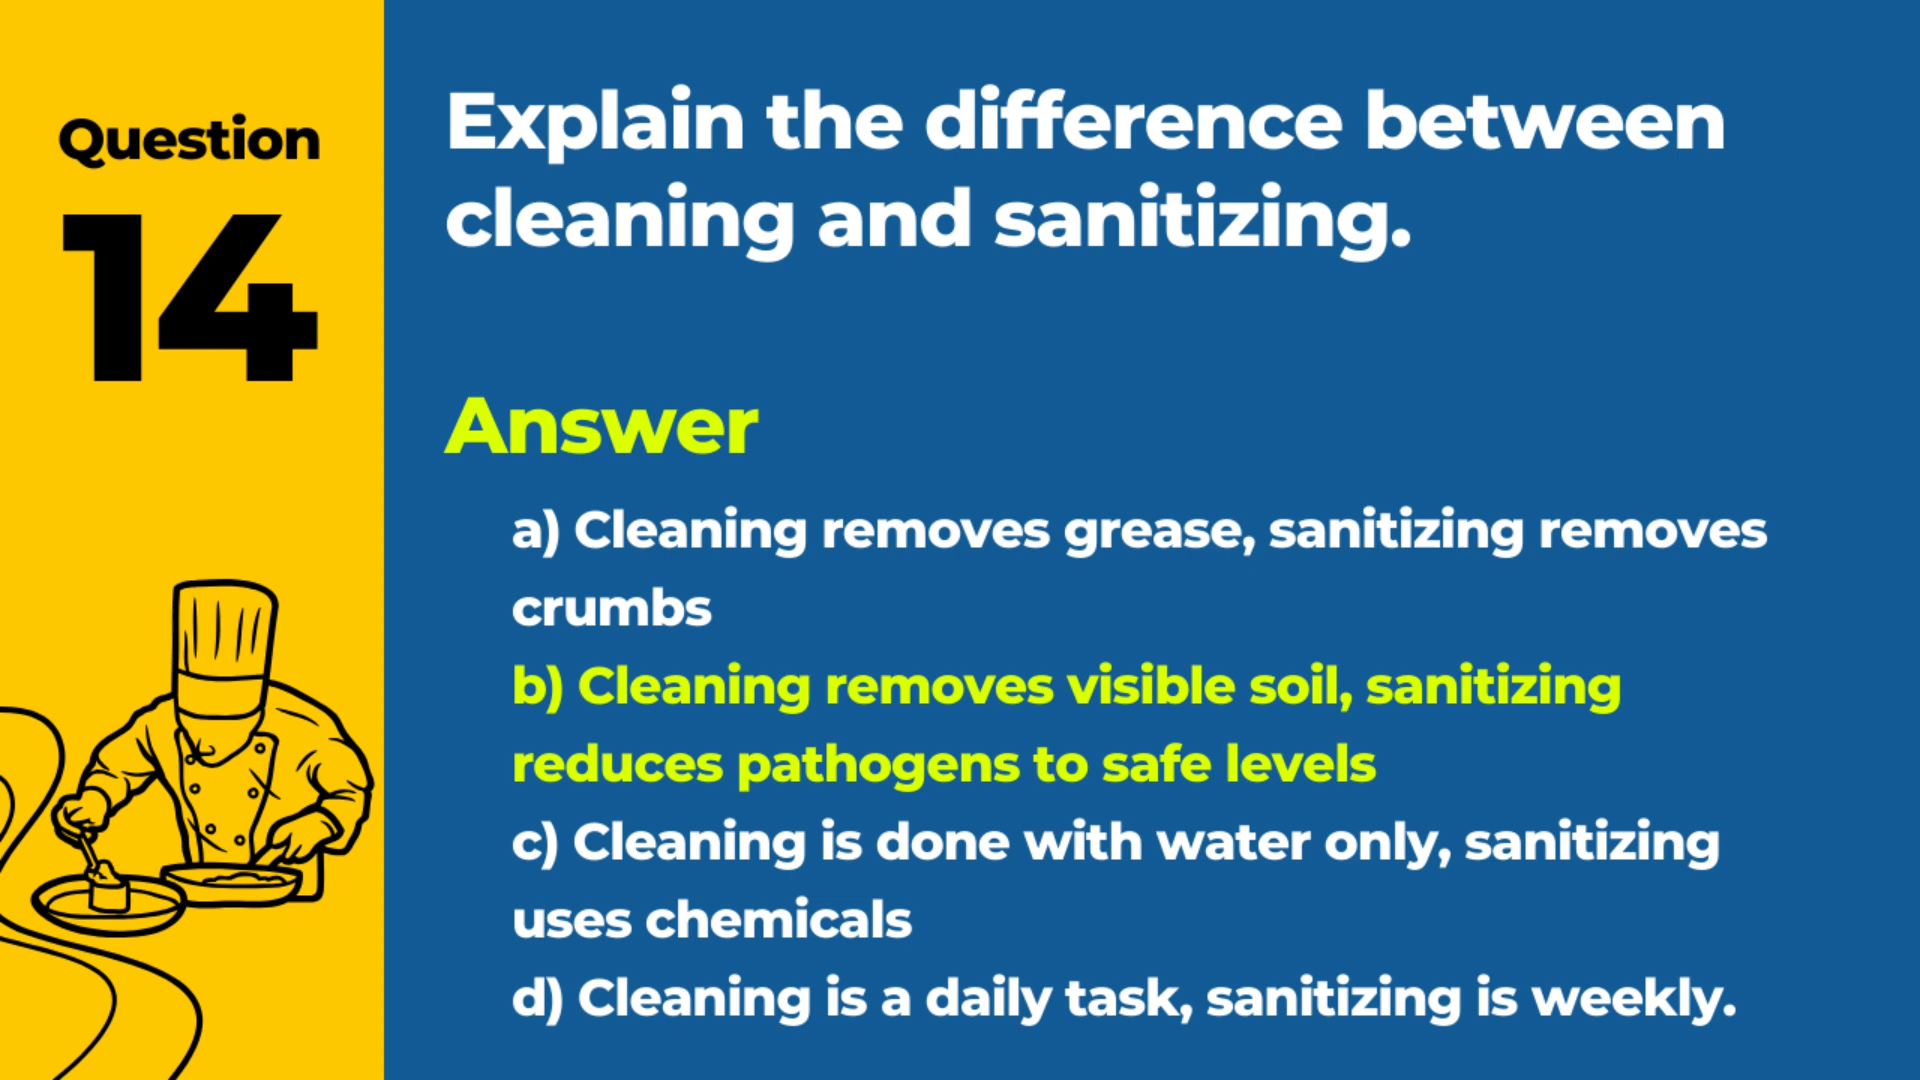 Question
14
Explain the difference between
cleaning and sanitizing.
Answer
a) Cleaning removes grease, sanitizing removes
crumbs
b) Cleaning removes visible soil, sanitizing
reduces pathogens to safe levels
c) Cleaning is done with water only, sanitizing
uses chemicals
d) Cleaning is a daily task, sanitizing is weekly.